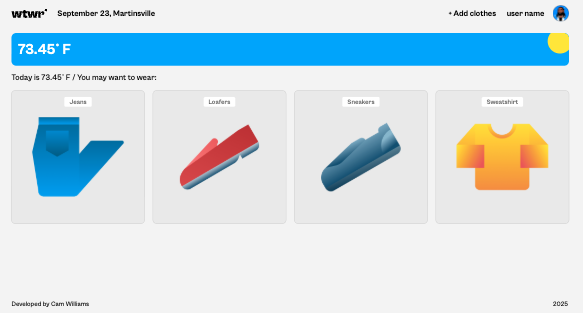 wtwr° September 23, Martinsville + Add clothes user name
73.45° F
Today is 73.45° F / You may want to wear:
Jeans Loafers Sneakers Sweatshirt
Developed by Cam Williams 2025